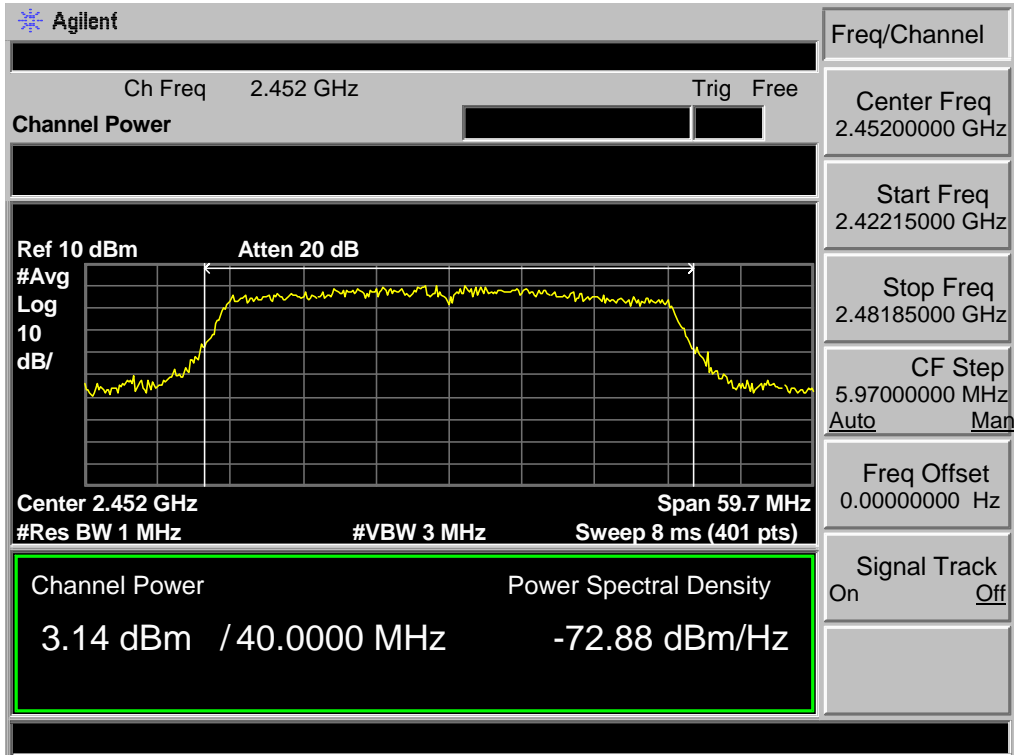 Agilent
Freq/Channel
Ch Freq 2.452 GHz Trig Free
Channel Power
Center Freq
2.45200000 GHz
Start Freq
2.42215000 GHz
Ref 10 dBm Atten 20 dB
#Avg
Log
10
dB/
Stop Freq
2.48185000 GHz
CF Step
5.97000000 MHz
Auto Man
Freq Offset
0.00000000 Hz
Center 2.452 GHz Span 59.7 MHz
#Res BW 1 MHz #VBW 3 MHz Sweep 8 ms (401 pts)
Signal Track
On Off
Channel Power Power Spectral Density
3.14 dBm / 40.0000 MHz -72.88 dBm/Hz